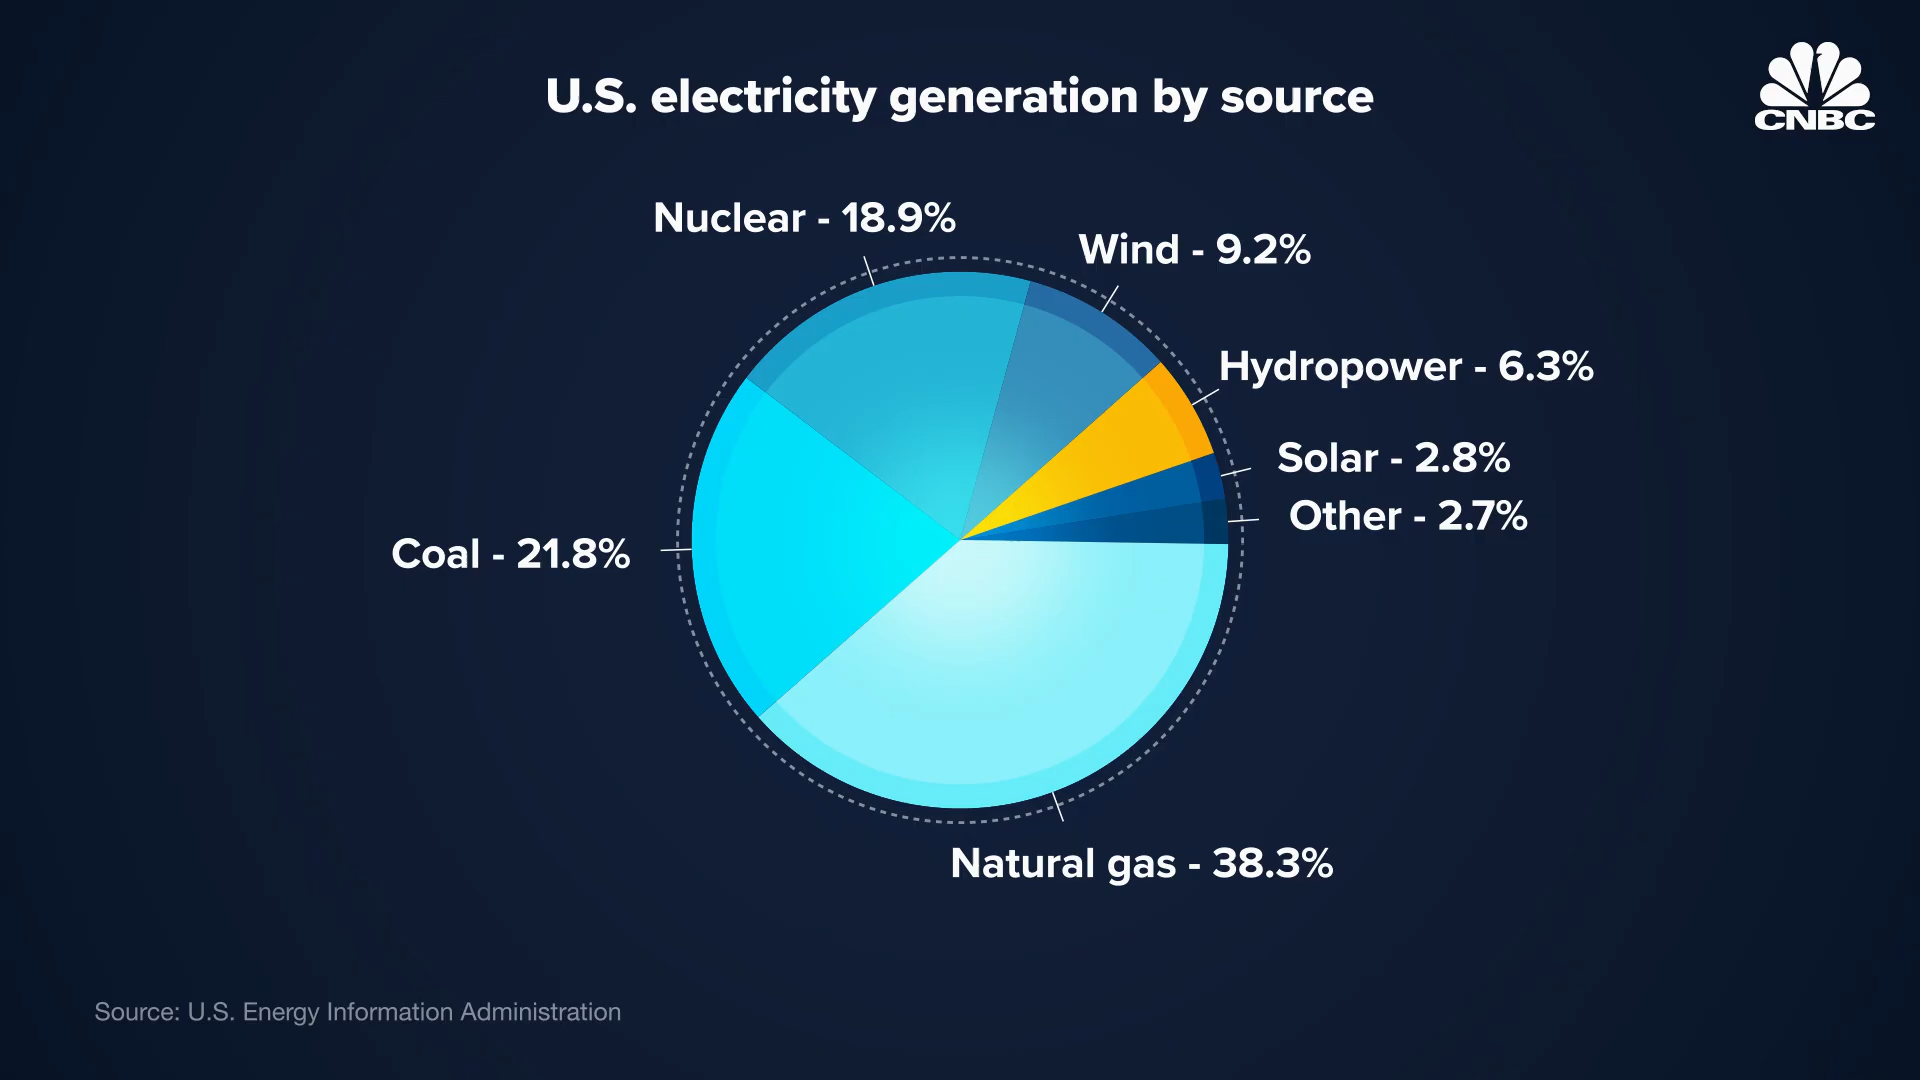 U.S. electricity generation by source
CNBC
Nuclear - 18.9%
Wind - 9.2%
Hydropower - 6.3%
Solar - 2.8%
Other - 2.7%
Coal - 21.8%
Natural gas - 38.3%
Source: U.S. Energy Information Administration